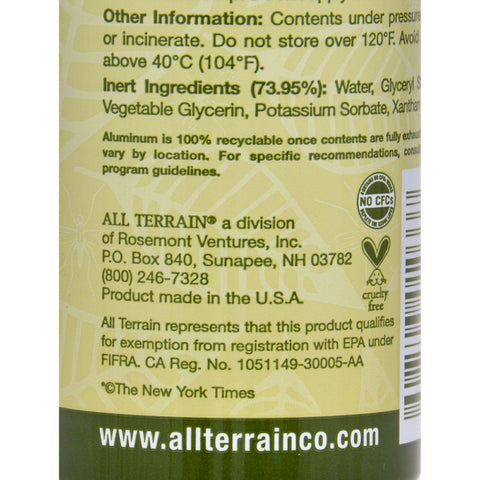 Other Information: Contents under pressure
or incinerate. Do not store over 120°F. Avoid
above 40°C (104°F).
Inert Ingredients (73.95%): Water, Glyceryl S
Vegetable Glycerin, Potassium Sorbate, Xanthan
Aluminum is 100% recyclable once contents are fully exhaus
vary by location. For specific recommendations, consul
program guidelines.
NO CFCs
ALL TERRAIN® a division
of Rosemont Ventures, Inc.
P.O. Box 840, Sunapee, NH 03782
(800) 246-7328
Product made in the U.S.A.
cruelty
free
All Terrain represents that this product qualifies
for exemption from registration with EPA under
FIFRA. CA Reg. No. 1051149-30005-AA
*©The New York Times
www.allterrainco.com